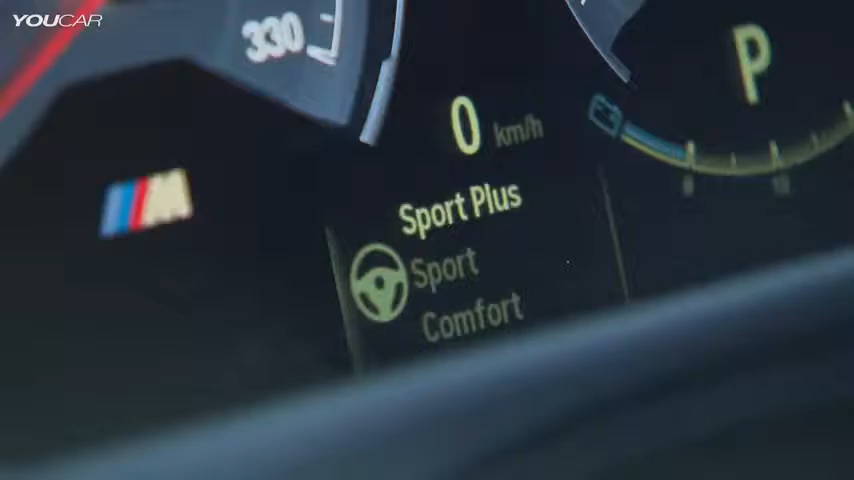 YOUCAR
330
P
0 km/h
M
Sport Plus
Sport
Comfort